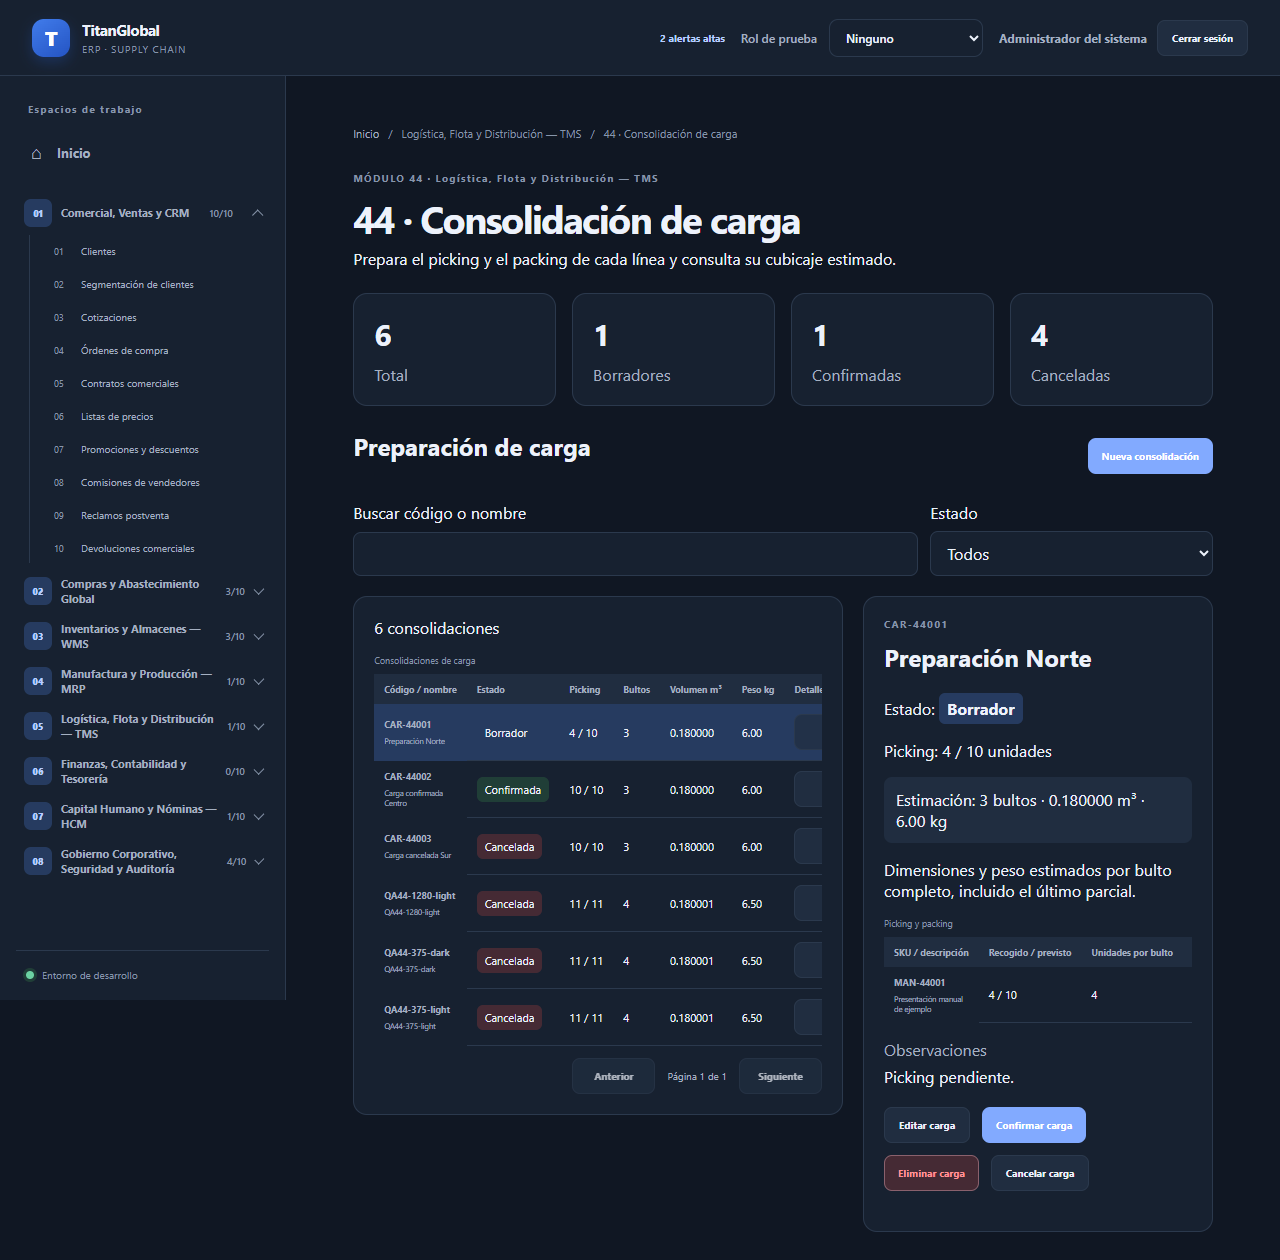 T
TitanGlobal
ERP · SUPPLY CHAIN
2 alertas altas
Rol de prueba
Ninguno
Administrador del sistema
Cerrar sesión
Espacios de trabajo
Inicio
01 Comercial, Ventas y CRM 10/10
01 Clientes
02 Segmentación de clientes
03 Cotizaciones
04 Órdenes de compra
05 Contratos comerciales
06 Listas de precios
07 Promociones y descuentos
08 Comisiones de vendedores
09 Reclamos postventa
10 Devoluciones comerciales
02 Compras y Abastecimiento Global 3/10
03 Inventarios y Almacenes — WMS 3/10
04 Manufactura y Producción — MRP 1/10
05 Logística, Flota y Distribución — TMS 1/10
06 Finanzas, Contabilidad y Tesorería 0/10
07 Capital Humano y Nóminas — HCM 1/10
08 Gobierno Corporativo, Seguridad y Auditoría 4/10
Entorno de desarrollo
Inicio / Logística, Flota y Distribución — TMS / 44 · Consolidación de carga
MÓDULO 44 · Logística, Flota y Distribución — TMS
44 · Consolidación de carga
Prepara el picking y el packing de cada línea y consulta su cubicaje estimado.
6
Total
1
Borradores
1
Confirmadas
4
Canceladas
Preparación de carga
Nueva consolidación
Buscar código o nombre
Estado
Todos
6 consolidaciones
Consolidaciones de carga
Código / nombre Estado Picking Bultos Volumen m³ Peso kg Detalle
CAR-44001
Preparación Norte
Borrador 4 / 10 3 0.180000 6.00
CAR-44002
Carga confirmada
Centro
Confirmada 10 / 10 3 0.180000 6.00
CAR-44003
Carga cancelada Sur
Cancelada 10 / 10 3 0.180000 6.00
QA44-1280-light
QA44-1280-light
Cancelada 11 / 11 4 0.180001 6.50
QA44-375-dark
QA44-375-dark
Cancelada 11 / 11 4 0.180001 6.50
QA44-375-light
QA44-375-light
Cancelada 11 / 11 4 0.180001 6.50
Anterior
Página 1 de 1
Siguiente
CAR-44001
Preparación Norte
Estado: Borrador
Picking: 4 / 10 unidades
Estimación: 3 bultos · 0.180000 m³ ·
6.00 kg
Dimensiones y peso estimados por bulto
completo, incluido el último parcial.
Picking y packing
SKU / descripción Recogido / previsto Unidades por bulto
MAN-44001
Presentación manual
de ejemplo
4 / 10 4
Observaciones
Picking pendiente.
Editar carga
Confirmar carga
Eliminar carga
Cancelar carga